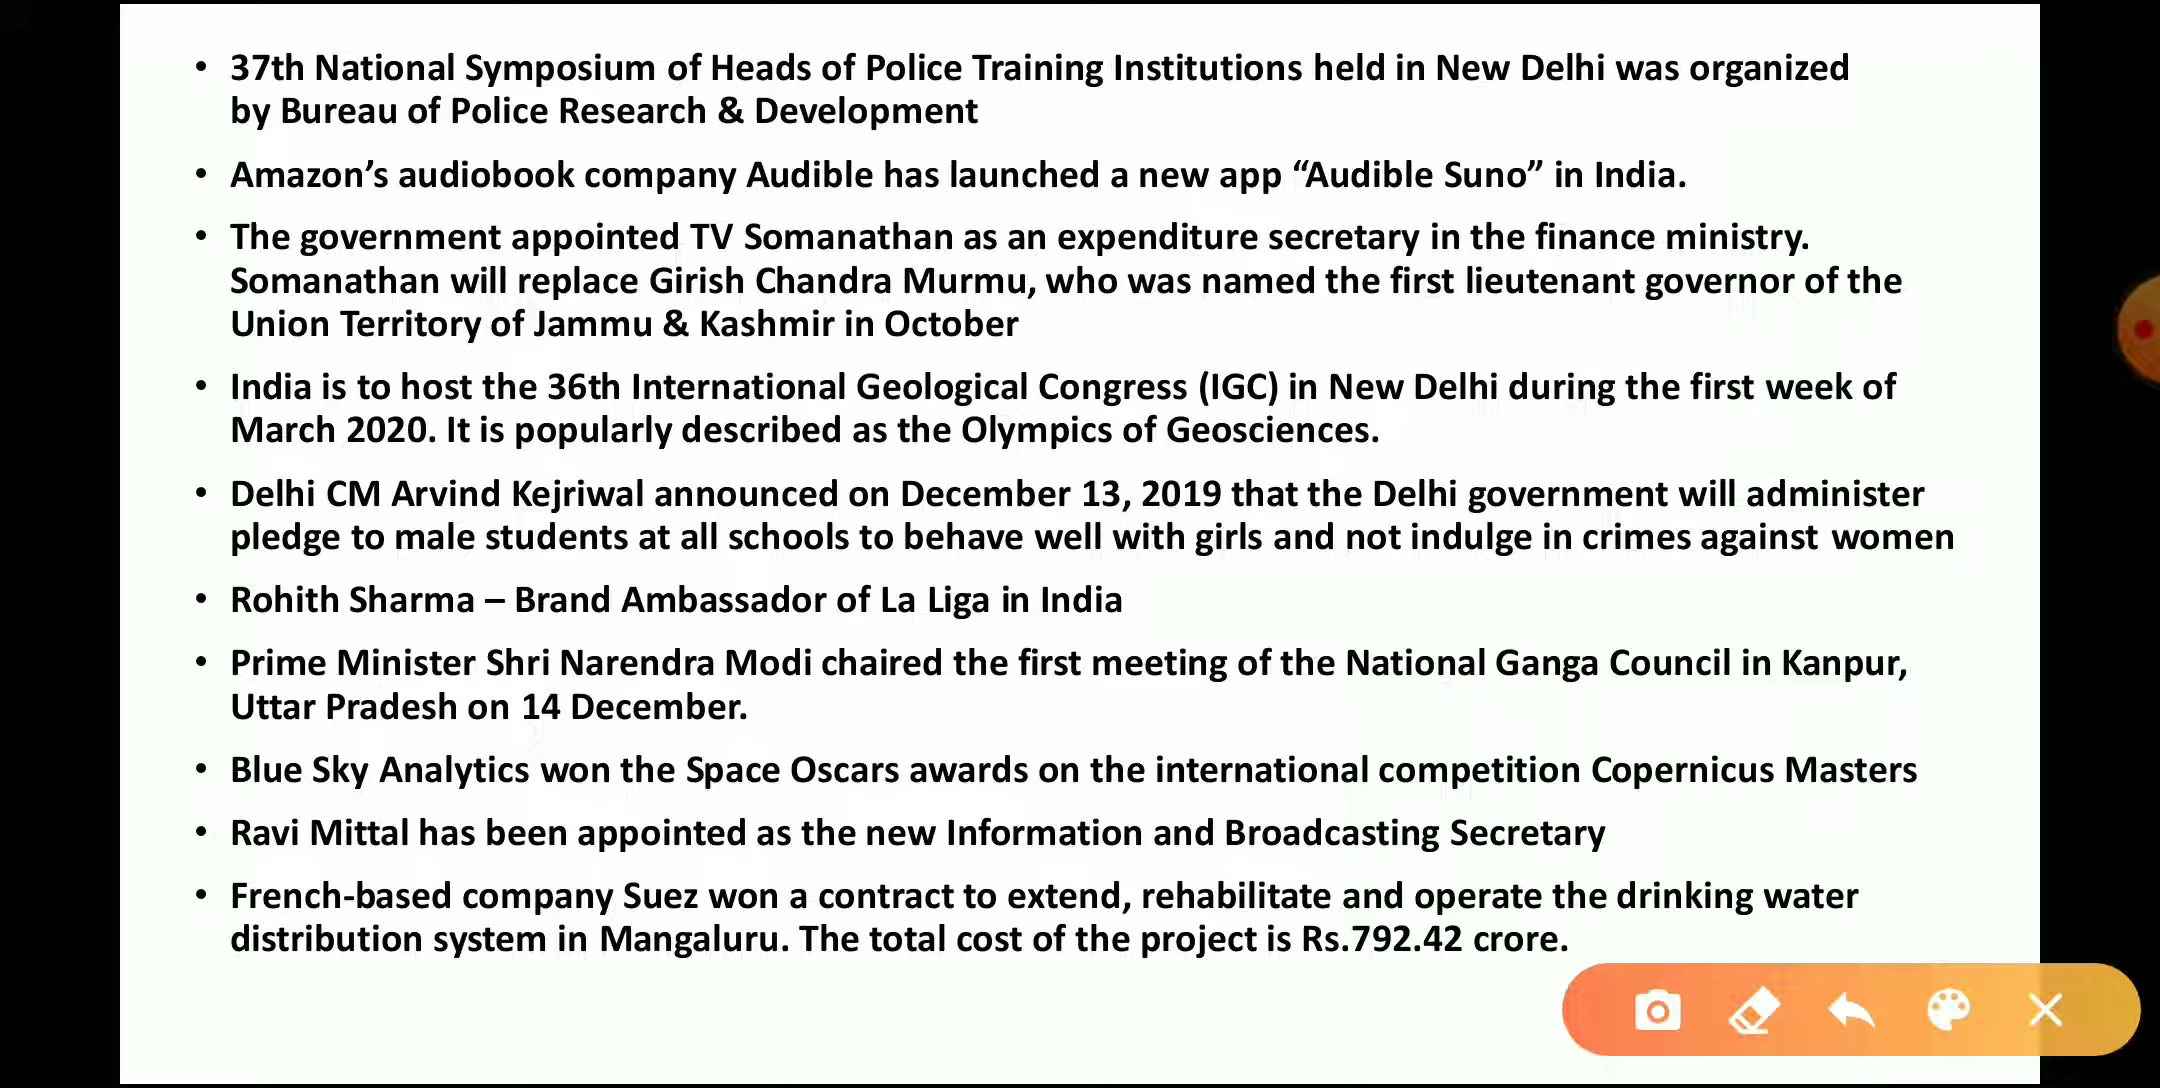 • 37th National Symposium of Heads of Police Training Institutions held in New Delhi was organized
by Bureau of Police Research & Development
• Amazon’s audiobook company Audible has launched a new app “Audible Suno” in India.
• The government appointed TV Somanathan as an expenditure secretary in the finance ministry.
Somanathan will replace Girish Chandra Murmu, who was named the first lieutenant governor of the
Union Territory of Jammu & Kashmir in October
• India is to host the 36th International Geological Congress (IGC) in New Delhi during the first week of
March 2020. It is popularly described as the Olympics of Geosciences.
• Delhi CM Arvind Kejriwal announced on December 13, 2019 that the Delhi government will administer
pledge to male students at all schools to behave well with girls and not indulge in crimes against women
• Rohith Sharma – Brand Ambassador of La Liga in India
• Prime Minister Shri Narendra Modi chaired the first meeting of the National Ganga Council in Kanpur,
Uttar Pradesh on 14 December.
• Blue Sky Analytics won the Space Oscars awards on the international competition Copernicus Masters
• Ravi Mittal has been appointed as the new Information and Broadcasting Secretary
• French-based company Suez won a contract to extend, rehabilitate and operate the drinking water
distribution system in Mangaluru. The total cost of the project is Rs.792.42 crore.